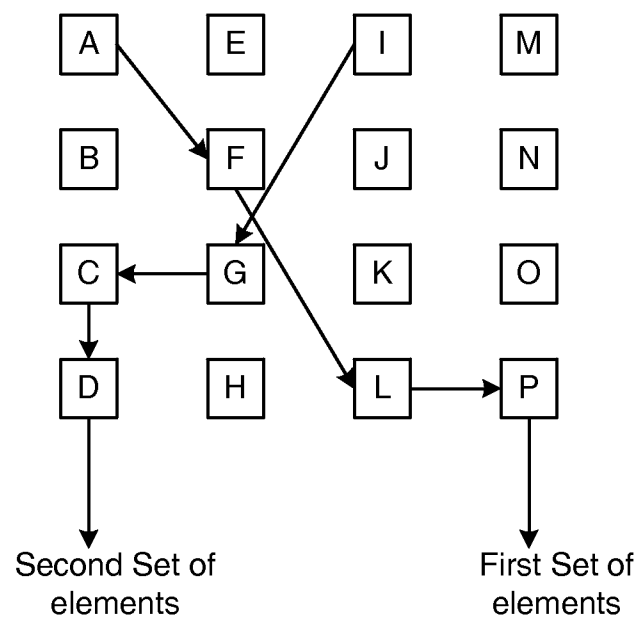 A E I M
B F J N
C G K O
D H L P
Second Set of
elements
First Set of
elements